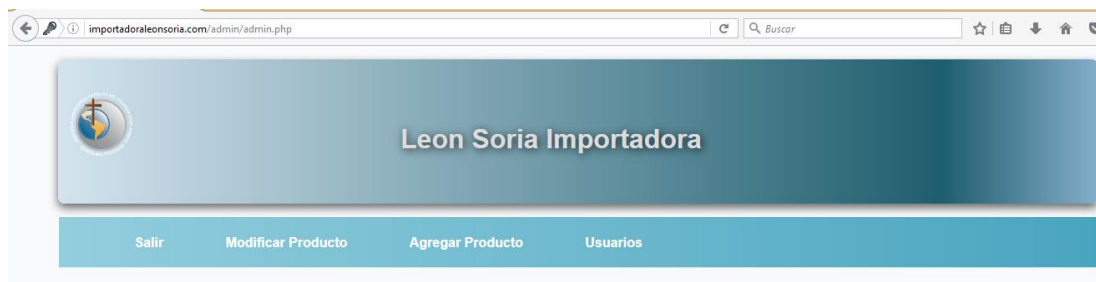 importadoraleonsoria.com/admin/admin.php
Buscar
Leon Soria Importadora
Salir Modificar Producto Agregar Producto Usuarios